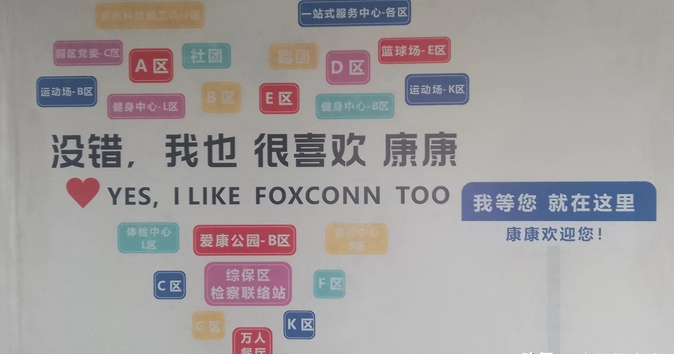 一站式服务中心-各区
园区党委-C区
社团
篮球场-E区
A区
D区
运动场-B区
健身中心-L区
B区
E区
健身中心-B区
运动场-K区
没错，我也 很喜欢 康康
YES, I LIKE FOXCONN TOO
我等您 就在这里
康康欢迎您！
体检中心
L区
爱康公园-B区
C区
综保区
检察联络站
F区
G区
K区
万人
餐厅